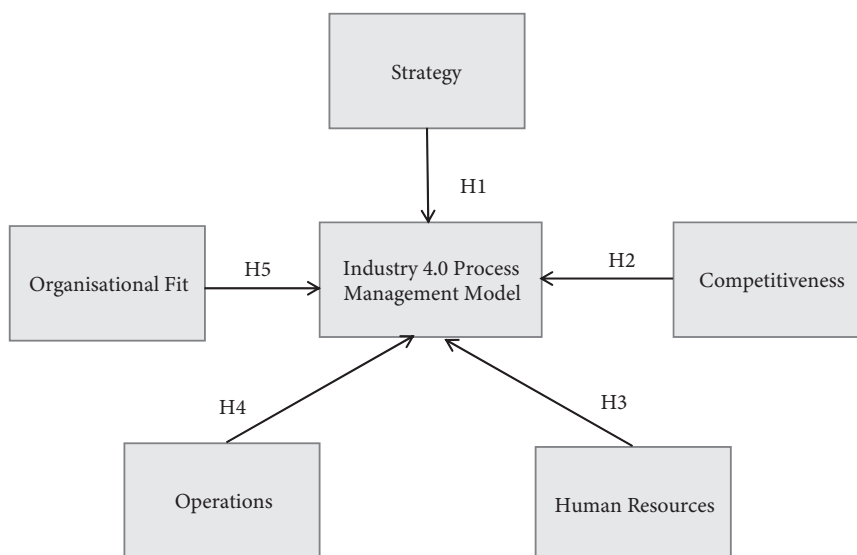 Strategy
H1
Organisational Fit
H5
Industry 4.0 Process
Management Model
H2
Competitiveness
H4
H3
Operations
Human Resources